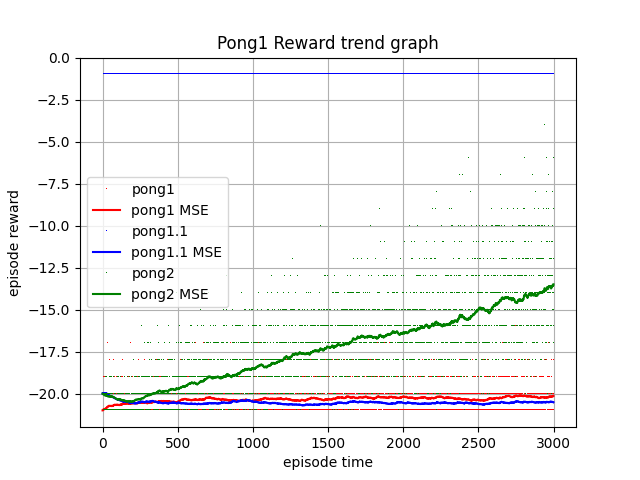 Pong1 Reward trend graph
0.0
−2.5
−5.0
−7.5
−10.0
−12.5
−15.0
−17.5
−20.0
episode reward
pong1
pong1 MSE
pong1.1
pong1.1 MSE
pong2
pong2 MSE
0 500 1000 1500 2000 2500 3000
episode time